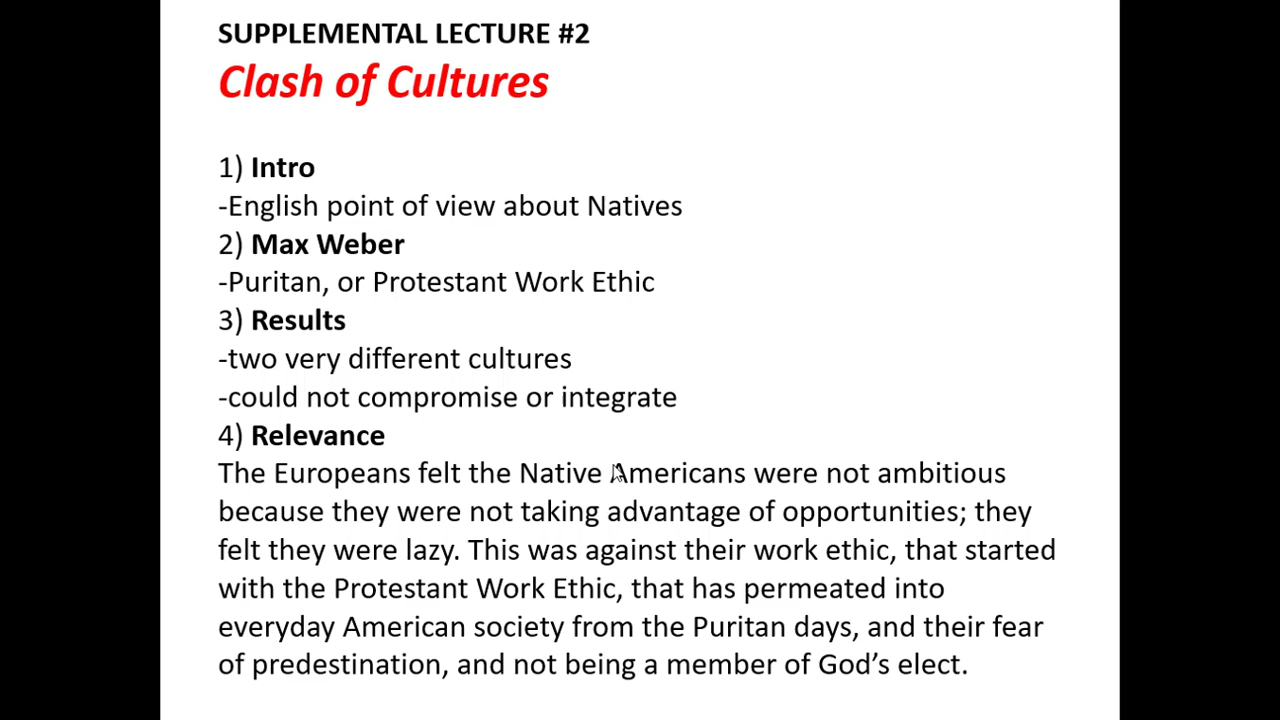 SUPPLEMENTAL LECTURE #2
Clash of Cultures
1) Intro
-English point of view about Natives
2) Max Weber
-Puritan, or Protestant Work Ethic
3) Results
-two very different cultures
-could not compromise or integrate
4) Relevance
The Europeans felt the Native Americans were not ambitious
because they were not taking advantage of opportunities; they
felt they were lazy. This was against their work ethic, that started
with the Protestant Work Ethic, that has permeated into
everyday American society from the Puritan days, and their fear
of predestination, and not being a member of God’s elect.